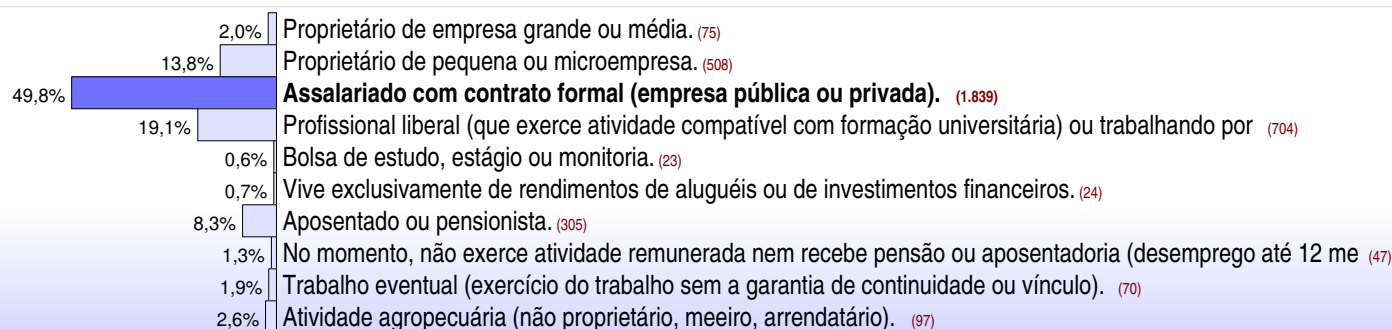 2,0% Proprietário de empresa grande ou média. (75)
13,8% Proprietário de pequena ou microempresa. (508)
49,8% Assalariado com contrato formal (empresa pública ou privada). (1.839)
19,1% Profissional liberal (que exerce atividade compatível com formação universitária) ou trabalhando por (704)
0,6% Bolsa de estudo, estágio ou monitoria. (23)
0,7% Vive exclusivamente de rendimentos de aluguéis ou de investimentos financeiros. (24)
8,3% Aposentado ou pensionista. (305)
1,3% No momento, não exerce atividade remunerada nem recebe pensão ou aposentadoria (desemprego até 12 me (47)
1,9% Trabalho eventual (exercício do trabalho sem a garantia de continuidade ou vínculo). (70)
2,6% Atividade agropecuária (não proprietário, meeiro, arrendatário). (97)